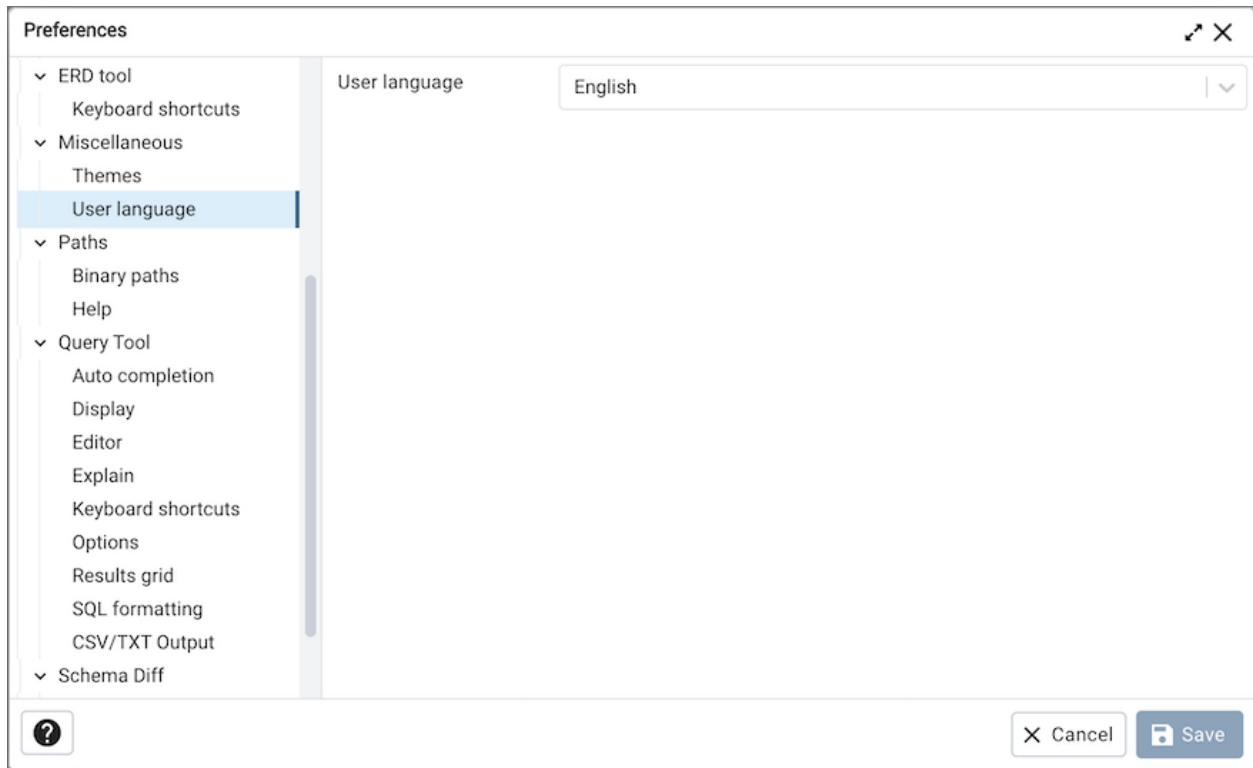 Preferences
ERD tool
Keyboard shortcuts
Miscellaneous
Themes
User language
Paths
Binary paths
Help
Query Tool
Auto completion
Display
Editor
Explain
Keyboard shortcuts
Options
Results grid
SQL formatting
CSV/TXT Output
Schema Diff
User language
English
Cancel
Save